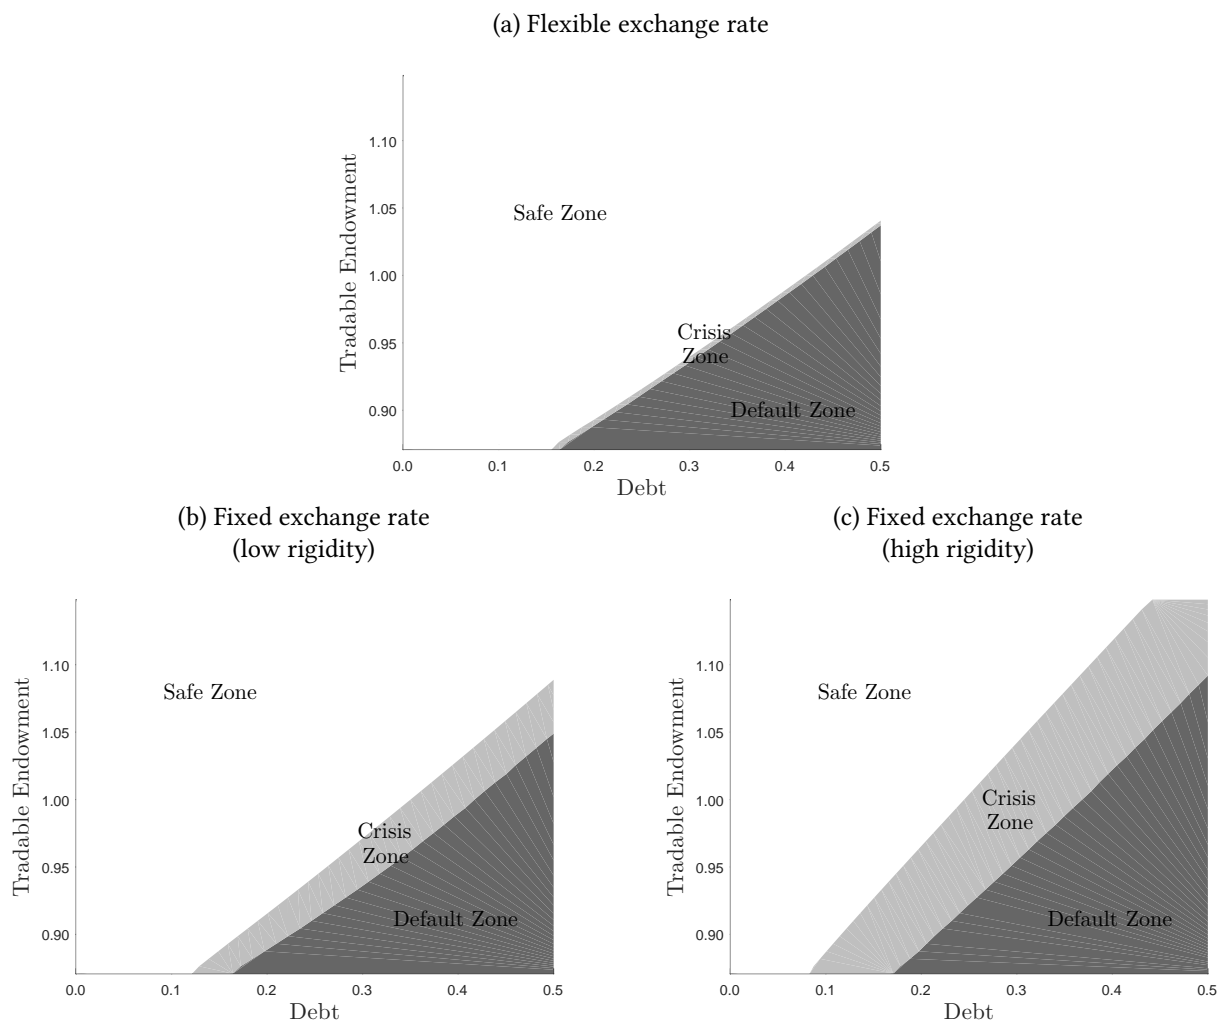 (a) Flexible exchange rate
Tradable Endowment
1.10
1.05
1.00
0.95
0.90
Safe Zone
Crisis
Zone
Default Zone
0.0 0.1 0.2 0.3 0.4 0.5
Debt
(b) Fixed exchange rate
(low rigidity)
Tradable Endowment
1.10
1.05
1.00
0.95
0.90
Safe Zone
Crisis
Zone
Default Zone
0.0 0.1 0.2 0.3 0.4 0.5
Debt
(c) Fixed exchange rate
(high rigidity)
Tradable Endowment
1.10
1.05
1.00
0.95
0.90
Safe Zone
Crisis
Zone
Default Zone
0.0 0.1 0.2 0.3 0.4 0.5
Debt